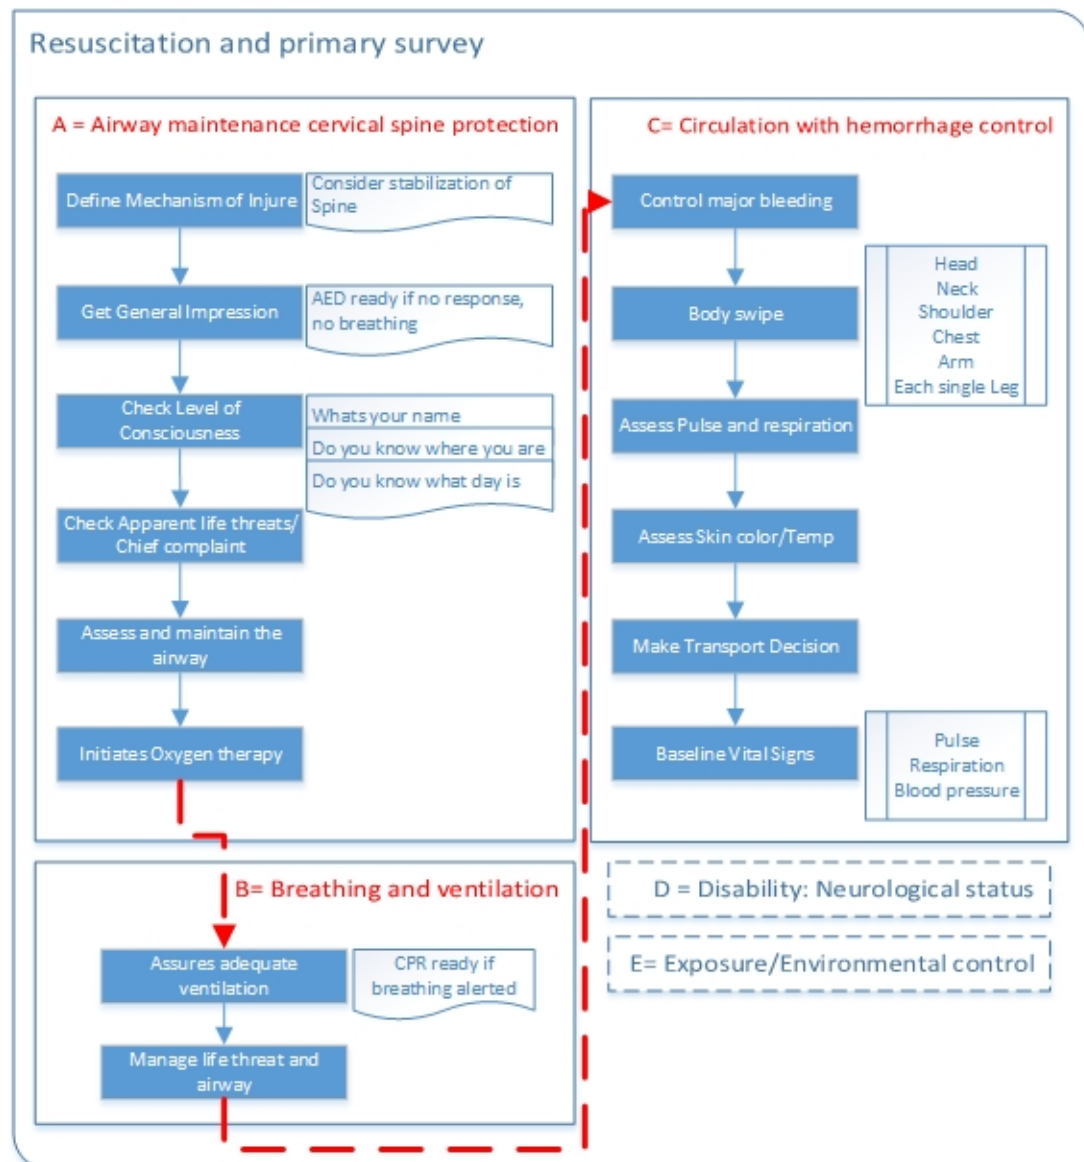 Resuscitation and primary survey
A = Airway maintenance cervical spine protection
Define Mechanism of Injure
Consider stabilization of
Spine
Get General Impression
AED ready if no response,
no breathing
Check Level of
Consciousness
Whats your name
Do you know where you are
Do you know what day is
Check Apparent life threats/
Chief complaint
Assess and maintain the
airway
Initiates Oxygen therapy
B= Breathing and ventilation
Assures adequate
ventilation
CPR ready if
breathing alerted
Manage life threat and
airway
C= Circulation with hemorrhage control
Control major bleeding
Body swipe
Head
Neck
Shoulder
Chest
Arm
Each single Leg
Assess Pulse and respiration
Assess Skin color/Temp
Make Transport Decision
Baseline Vital Signs
Pulse
Respiration
Blood pressure
D = Disability: Neurological status
E= Exposure/Environmental control